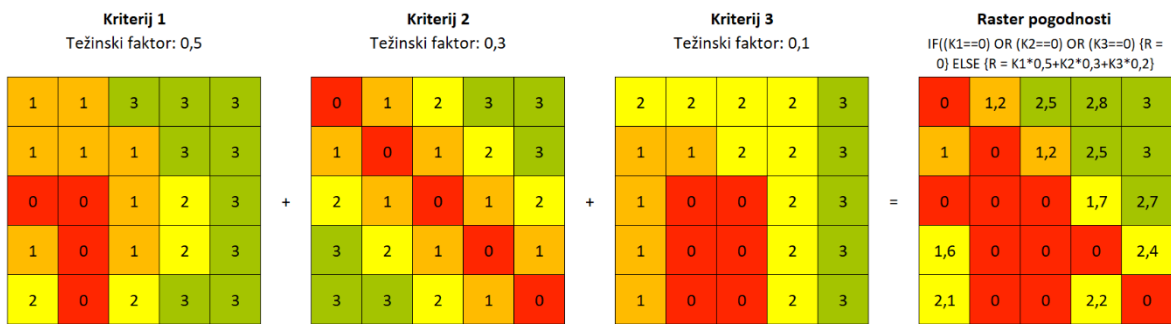 Kriterij 1
Težinski faktor: 0,5
1 1 3 3 3
1 1 1 3 3
0 0 1 2 3
1 0 1 2 3
2 0 2 3 3
+
Kriterij 2
Težinski faktor: 0,3
0 1 2 3 3
1 0 1 2 3
2 1 0 1 2
3 2 1 0 1
3 3 2 1 0
+
Kriterij 3
Težinski faktor: 0,1
2 2 2 2 3
1 1 2 2 3
1 0 0 2 3
1 0 0 2 3
1 0 0 2 3
=
Raster pogodnosti
IF((K1==0) OR (K2==0) OR (K3==0) {R =
0} ELSE {R = K1*0,5+K2*0,3+K3*0,2}
0 1,2 2,5 2,8 3
1 0 1,2 2,5 3
0 0 0 1,7 2,7
1,6 0 0 0 2,4
2,1 0 0 2,2 0